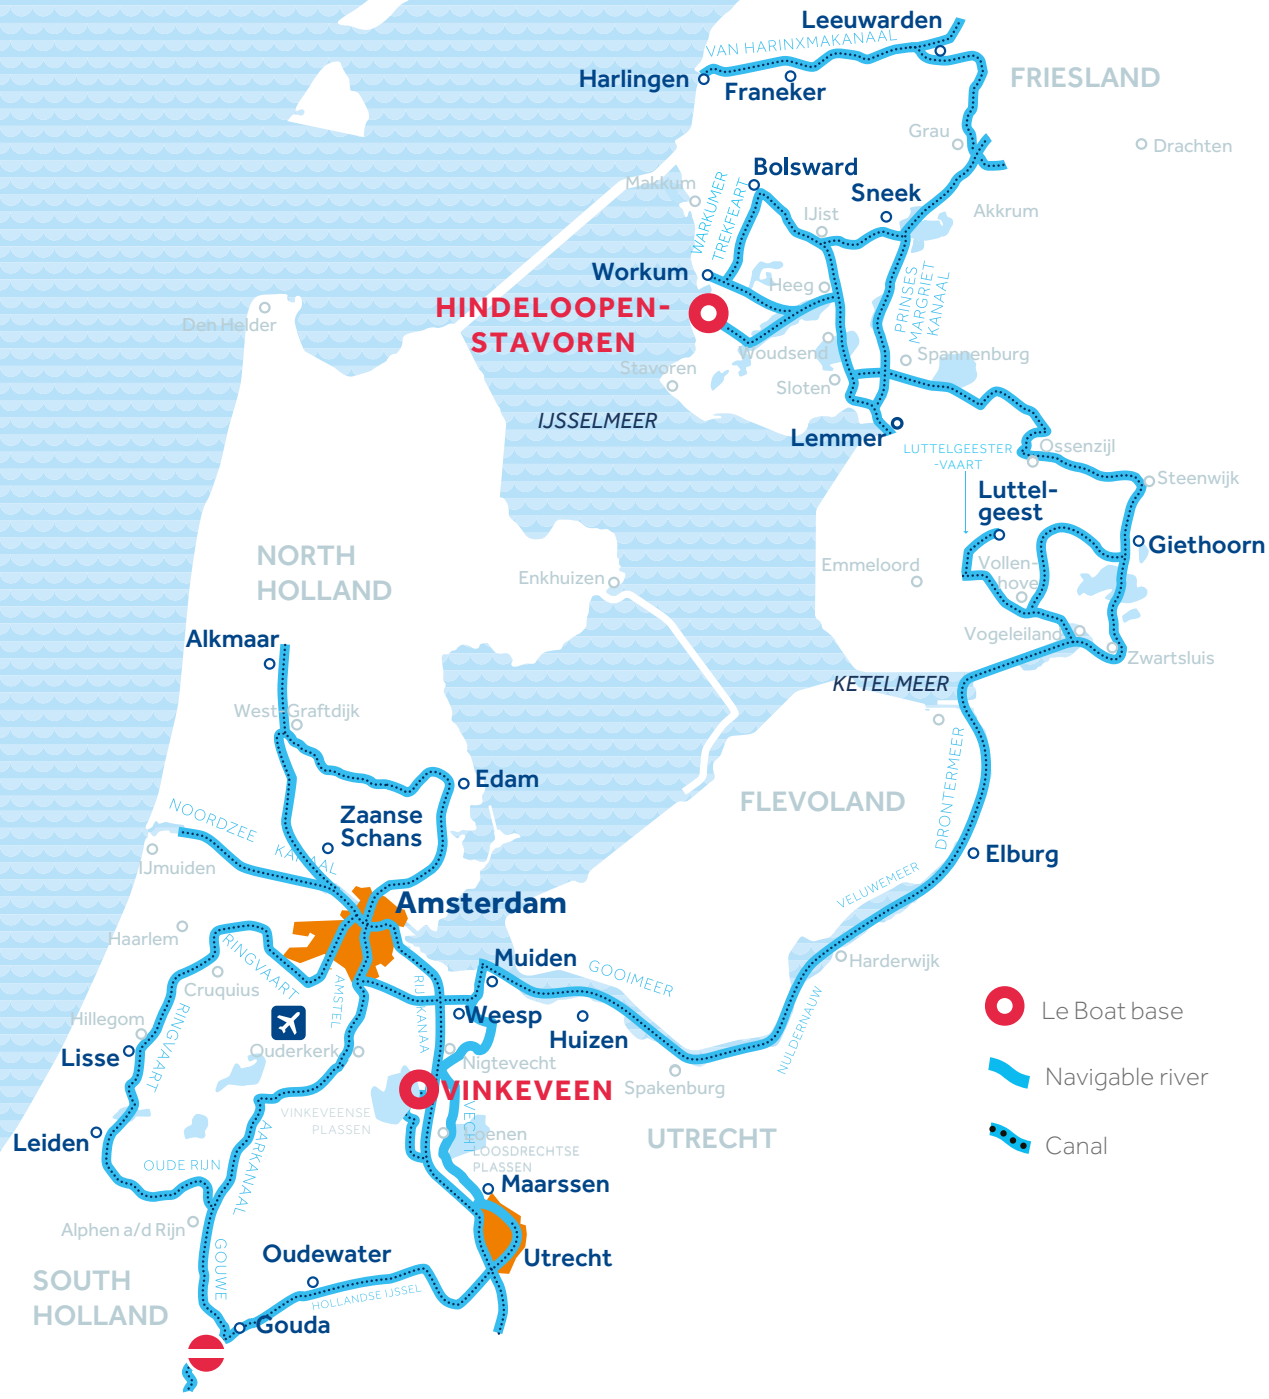 Leeuwarden
VAN HARINXMAKANAAL
Harlingen
Franeker
FRIESLAND
Grau
Drachten
Bolsward
Makkum
Sneek
WARKUMER
TREKFEART
IJlst
Akkrum
Workum
Heeg
PRINSES
MARGRIET
KANAAL
HINDELOOPEN-
STAVOREN
Den Helder
Woudsend
Spannenburg
Stavoren
Sloten
IJSSELMEER
Lemmer
LUTTELGEESTER
-VAART
Ossenzijl
Steenwijk
Luttel-
geest
Giethoorn
NORTH
HOLLAND
Enkhuizen
Emmeloord
Vollen-
hove
Alkmaar
Vogeleiland
Zwartsluis
KETELMEER
West-Graftdijk
Edam
DRONTERMEER
FLEVOLAND
Zaanse
Schans
NOORDZEE
KANAAL
IJmuiden
Elburg
VELUWEMEER
Amsterdam
Haarlem
RINGVAART
Muiden
GOOIMEER
Harderwijk
Cruquius
AMSTEL
RIJ KANAA
NULDERNAUW
Le Boat base
Hillegom
RINGVAART
Weesp
Huizen
Lisse
Ouderkerk
Nigtevecht
Spakenburg
Navigable river
VINKEVEEN
VINKEVEENSE
PLASSEN
VECHT
Leiden
AARKANAAL
Loenen
LOOSDRECHTSE
PLASSEN
UTRECHT
Canal
OUDE RIJN
Maarssen
Alphen a/d Rijn
GOUWE
Oudewater
Utrecht
SOUTH
HOLLAND
HOLLANDSE IJSSEL
Gouda